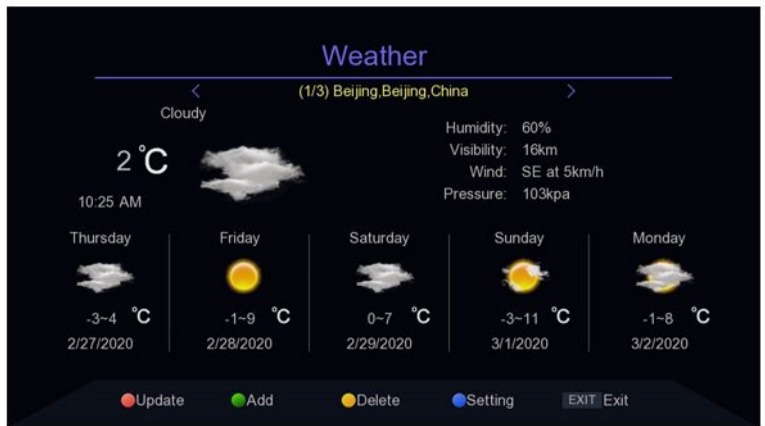 Weather
(1/3) Beijing,Beijing,China
Cloudy
2 °C
10:25 AM
Humidity: 60%
Visibility: 16km
Wind: SE at 5km/h
Pressure: 103kpa
Thursday Friday Saturday Sunday Monday
-3~4 °C -1~9 °C 0~7 °C -3~11 °C -1~8 °C
2/27/2020 2/28/2020 2/29/2020 3/1/2020 3/2/2020
Update Add Delete Setting EXIT Exit